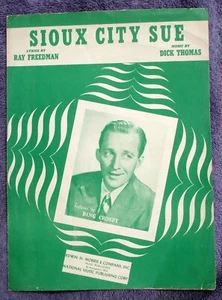 SIOUX CITY SUE
LYRICS BY
RAY FREEDMAN
MUSIC BY
DICK THOMAS
BING CROSBY
EDWIN H. MORRIS & COMPANY, INC.
NATIONAL MUSIC PUBLISHING CORP.